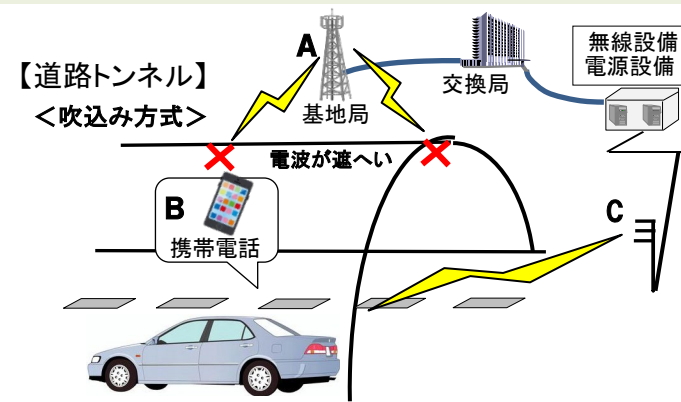 【道路トンネル】
<吹込み方式>
A
基地局
交換局
無線設備
電源設備
電波が遮へい
B
携帯電話
C